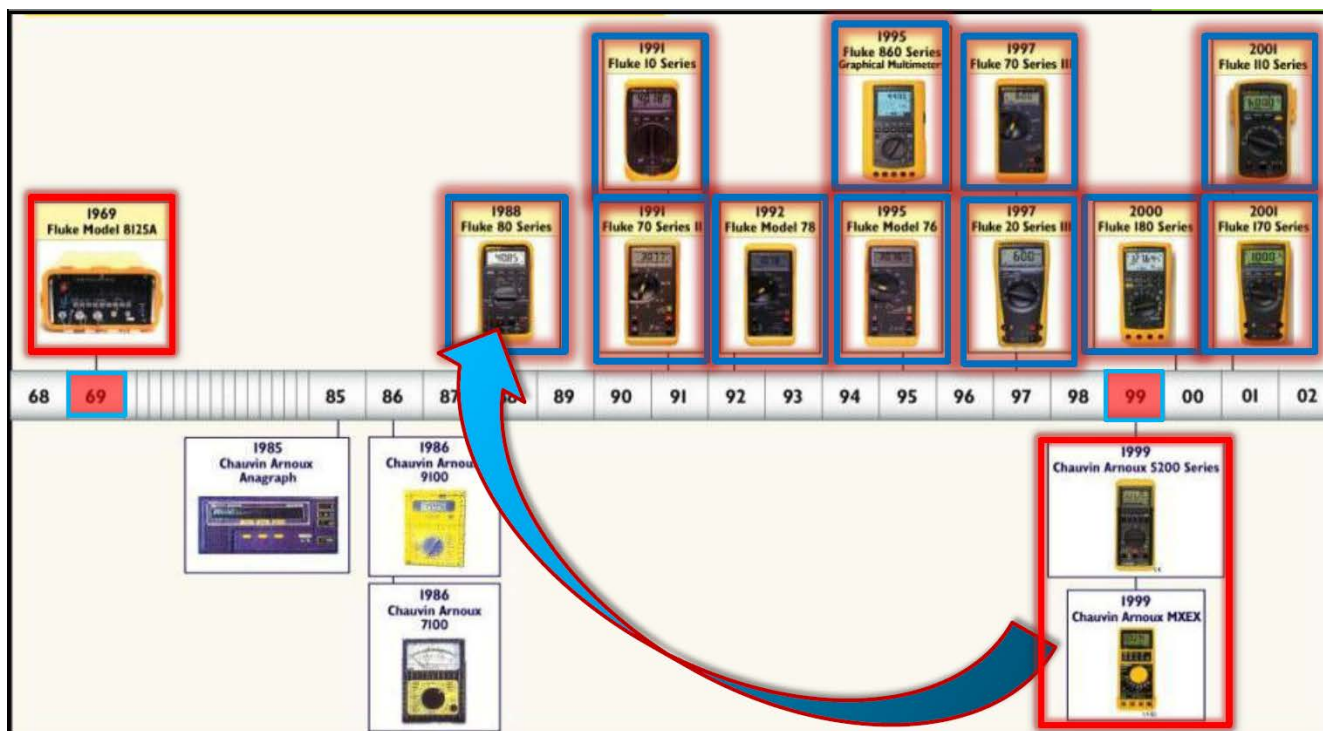 1991
Fluke 10 Series
1995
Fluke 860 Series
Graphical Multimeter
1997
Fluke 70 Series III
2001
Fluke 110 Series
1969
Fluke Model 8125A
1988
Fluke 80 Series
1991
Fluke 70 Series II
1992
Fluke Model 78
1995
Fluke Model 76
1997
Fluke 20 Series III
2000
Fluke 180 Series
2001
Fluke 170 Series
68 69 85 86 87 88 89 90 91 92 93 94 95 96 97 98 99 00 01 02
1985
Chauvin Arnoux
Anagraph
1986
Chauvin Arnoux
9100
1986
Chauvin Arnoux
7100
1999
Chauvin Arnoux 5200 Series
1999
Chauvin Arnoux MXEX